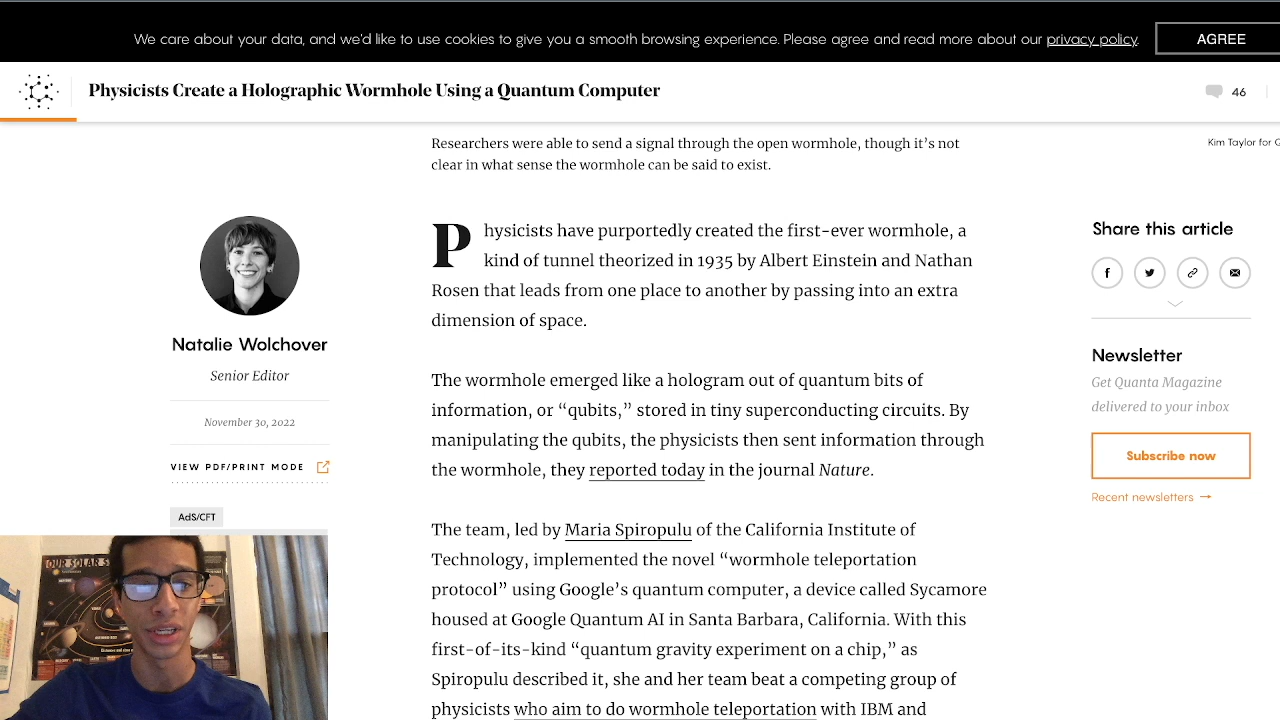 We care about your data, and we'd like to use cookies to give you a smooth browsing experience. Please agree and read more about our privacy policy.
AGREE
Physicists Create a Holographic Wormhole Using a Quantum Computer
46
Researchers were able to send a signal through the open wormhole, though it's not
clear in what sense the wormhole can be said to exist.
Kim Taylor for
Natalie Wolchover
Senior Editor
November 30, 2022
VIEW PDF/PRINT MODE
AdS/CFT
Physicists have purportedly created the first-ever wormhole, a
kind of tunnel theorized in 1935 by Albert Einstein and Nathan
Rosen that leads from one place to another by passing into an extra
dimension of space.
The wormhole emerged like a hologram out of quantum bits of
information, or “qubits,” stored in tiny superconducting circuits. By
manipulating the qubits, the physicists then sent information through
the wormhole, they reported today in the journal Nature.
The team, led by Maria Spiropulu of the California Institute of
Technology, implemented the novel “wormhole teleportation
protocol” using Google's quantum computer, a device called Sycamore
housed at Google Quantum AI in Santa Barbara, California. With this
first-of-its-kind “quantum gravity experiment on a chip,” as
Spiropulu described it, she and her team beat a competing group of
physicists who aim to do wormhole teleportation with IBM and
Share this article
Newsletter
Get Quanta Magazine
delivered to your inbox
Subscribe now
Recent newsletters →
OUR SOLAR